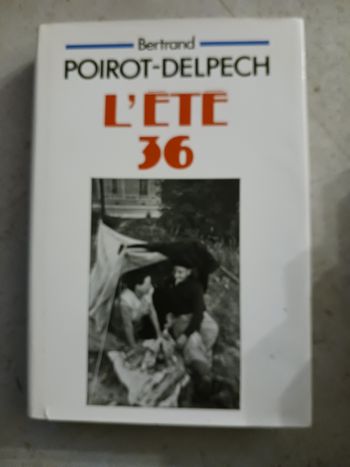 Bertrand
POIROT-DELPECH
L'ÉTÉ
36